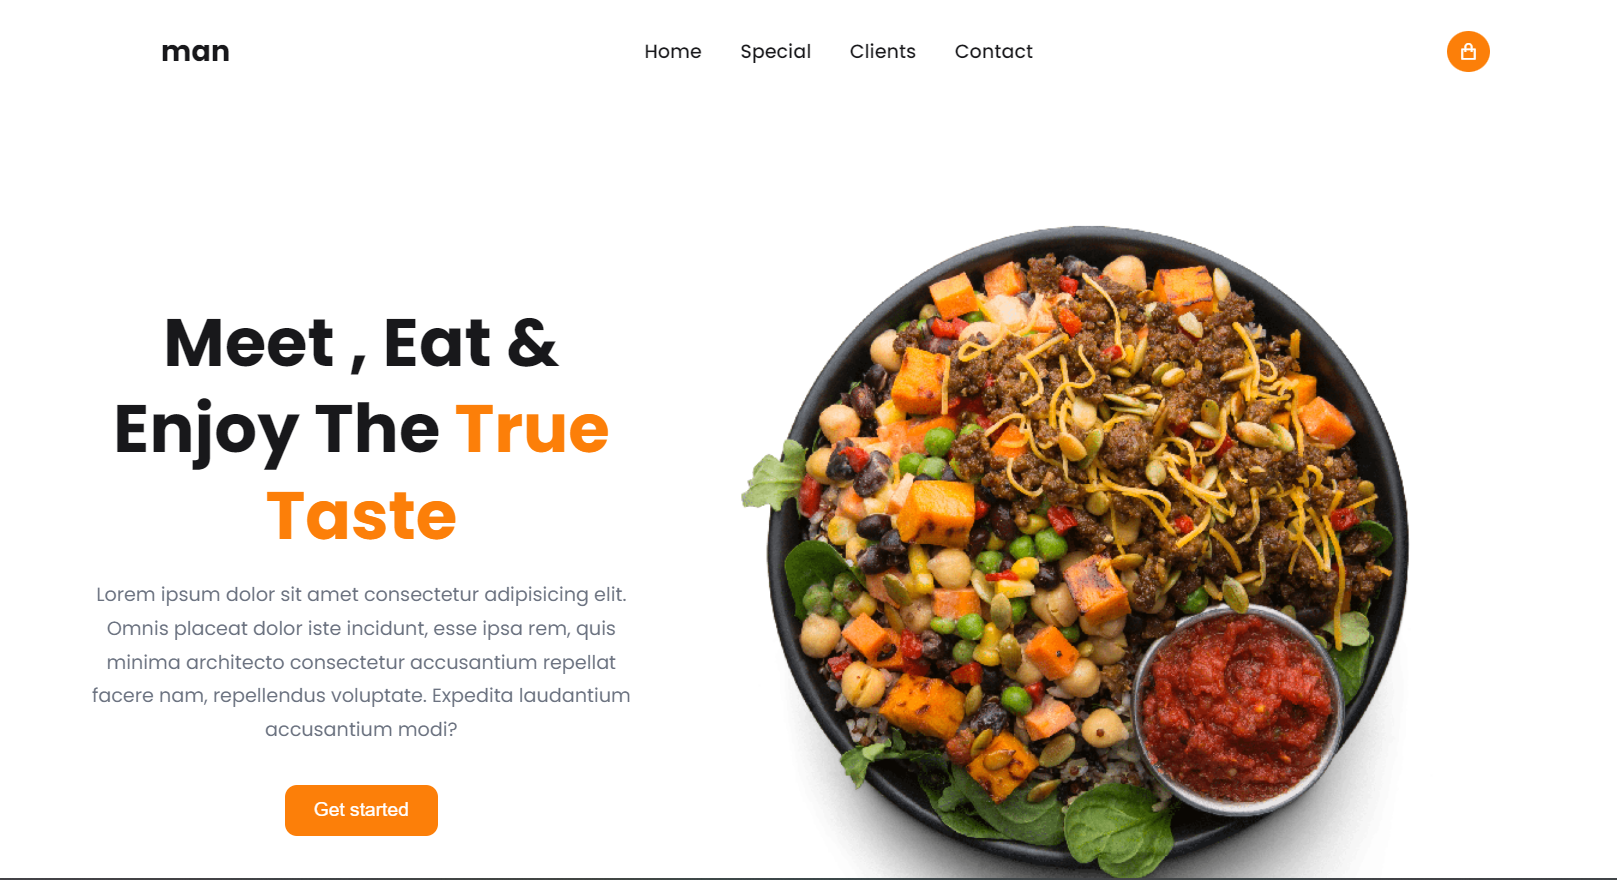 man
Home Special Clients Contact
Meet , Eat &
Enjoy The True
Taste
Lorem ipsum dolor sit amet consectetur adipisicing elit.
Omnis placeat dolor iste incidunt, esse ipsa rem, quis
minima architecto consectetur accusantium repellat
facere nam, repellendus voluptate. Expedita laudantium
accusantium modi?
Get started